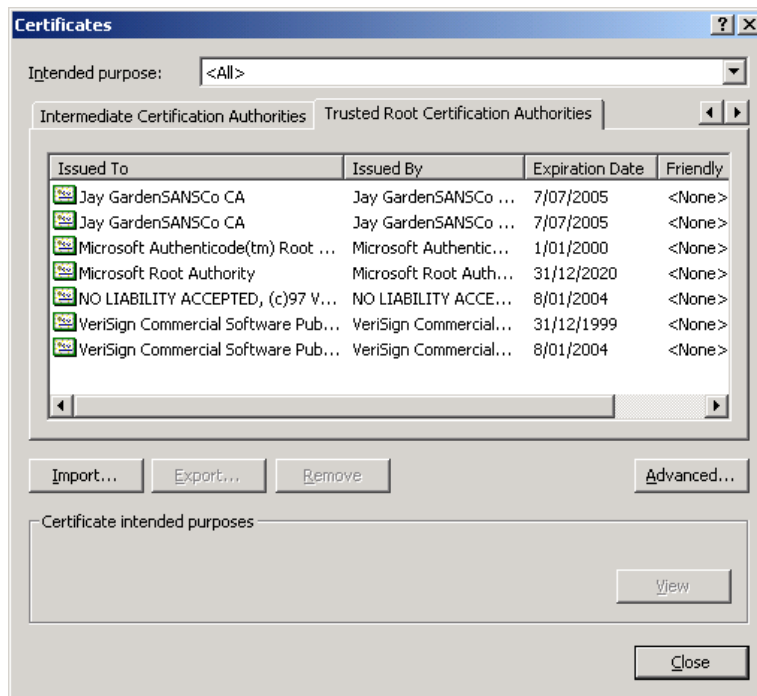 Certificates
Intended purpose: <All>
Intermediate Certification Authorities Trusted Root Certification Authorities
Issued To Issued By Expiration Date Friendly
Jay GardenSANSCo CA Jay GardenSANSCo ... 7/07/2005 <None>
Jay GardenSANSCo CA Jay GardenSANSCo ... 7/07/2005 <None>
Microsoft Authenticode(tm) Root ... Microsoft Authentic... 1/01/2000 <None>
Microsoft Root Authority Microsoft Root Auth... 31/12/2020 <None>
NO LIABILITY ACCEPTED, (c)97 V... NO LIABILITY ACCE... 8/01/2004 <None>
VeriSign Commercial Software Pub... VeriSign Commercial... 31/12/1999 <None>
VeriSign Commercial Software Pub... VeriSign Commercial... 8/01/2004 <None>
Import... Export... Remove Advanced...
Certificate intended purposes
View
Close